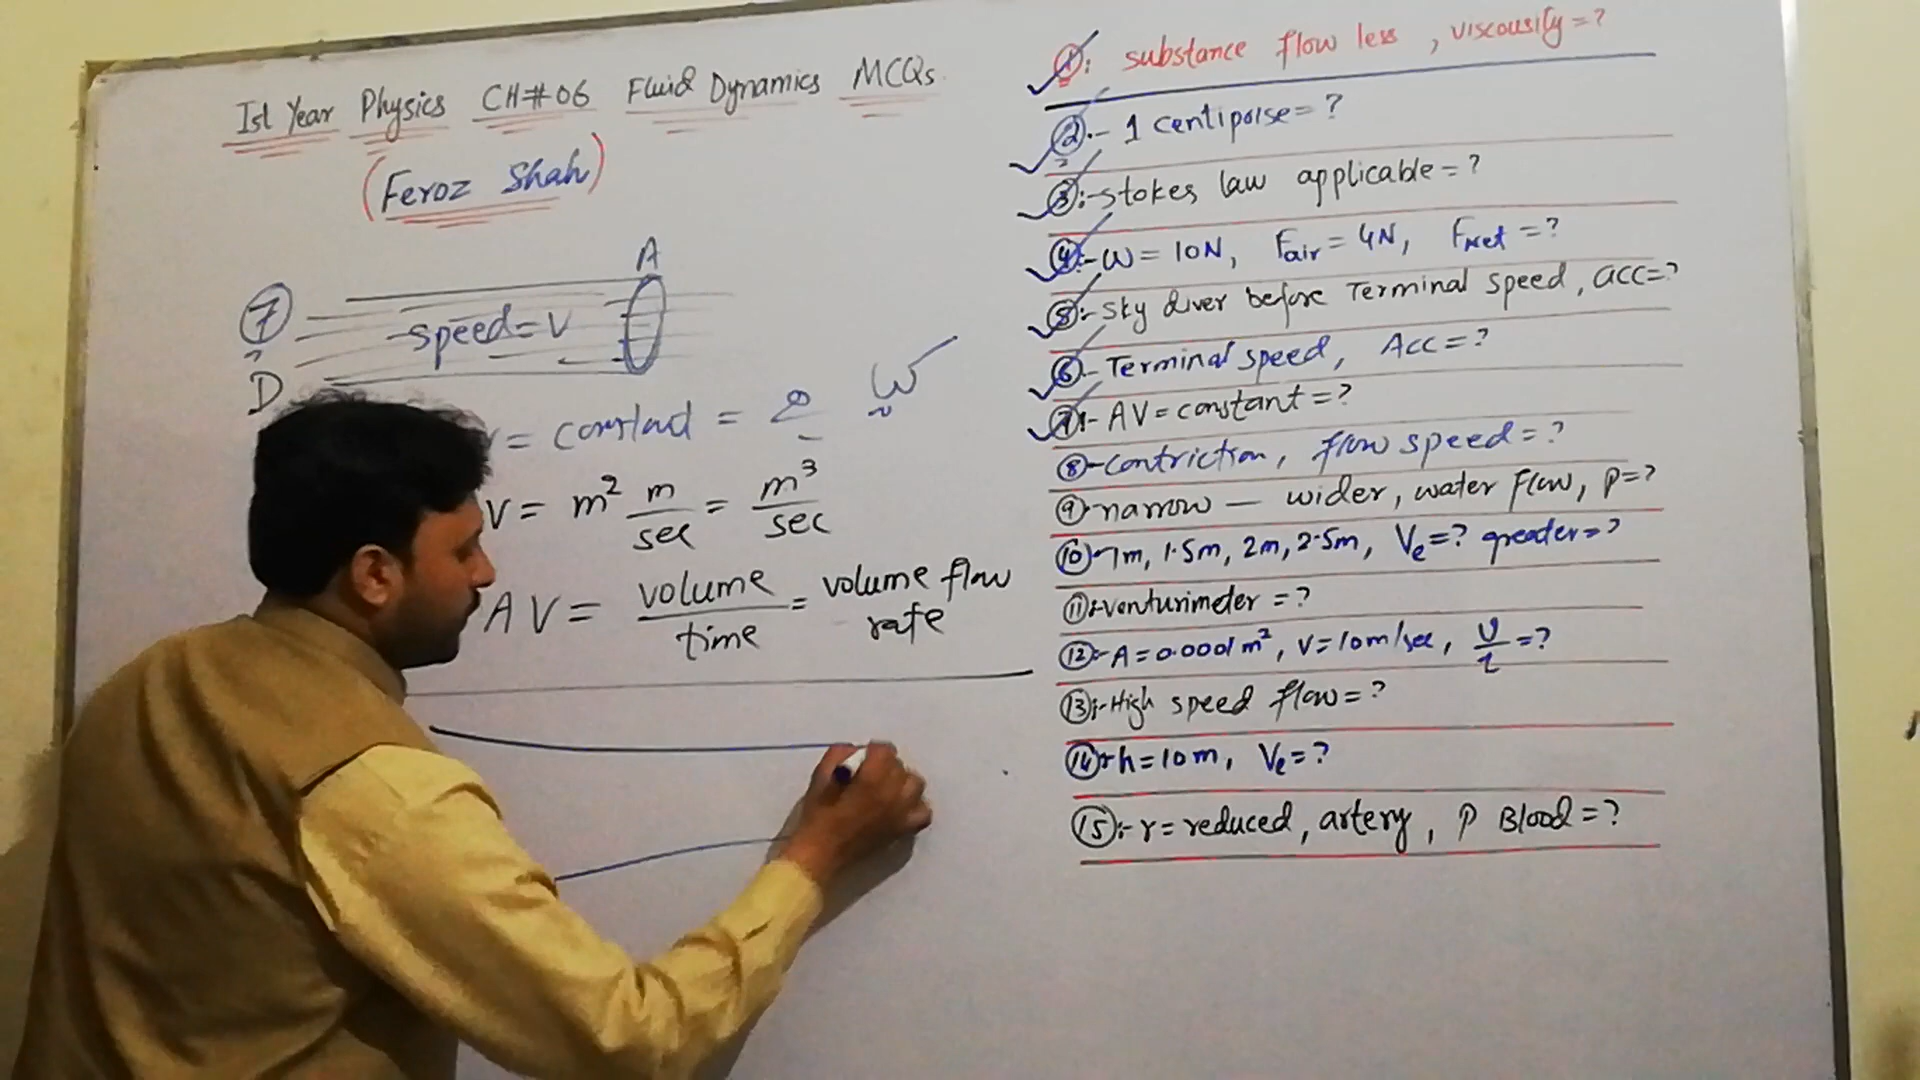 Ist Year Physics CH#06 Fluid Dynamics MCQs
(Feroz Shah)
A
7
speed=V
D
V = constant =
V = m² m/sec = m³/sec
AV = volume/time = volume flow rate
1: substance flow less, viscousity=?
2:- 1 centipoise=?
3:- stokes law applicable=?
4:- W = 10N, Fair = 4N, FNet =?
5:- sky diver before Terminal speed, acc=?
6:- Terminal speed, Acc=?
7:- AV=constant=?
8:- contriction, flow speed=?
9:- narrow — wider, water flow, P=?
10:- 1m, 1.5m, 2m, 2.5m, Ve=? greater=?
11:- venturimeter =?
12:- A=0.0001m², V=10m/sec, V/t=?
13:- High speed flow=?
14:- h=10m, Ve=?
15:- r=reduced, artery, P Blood=?